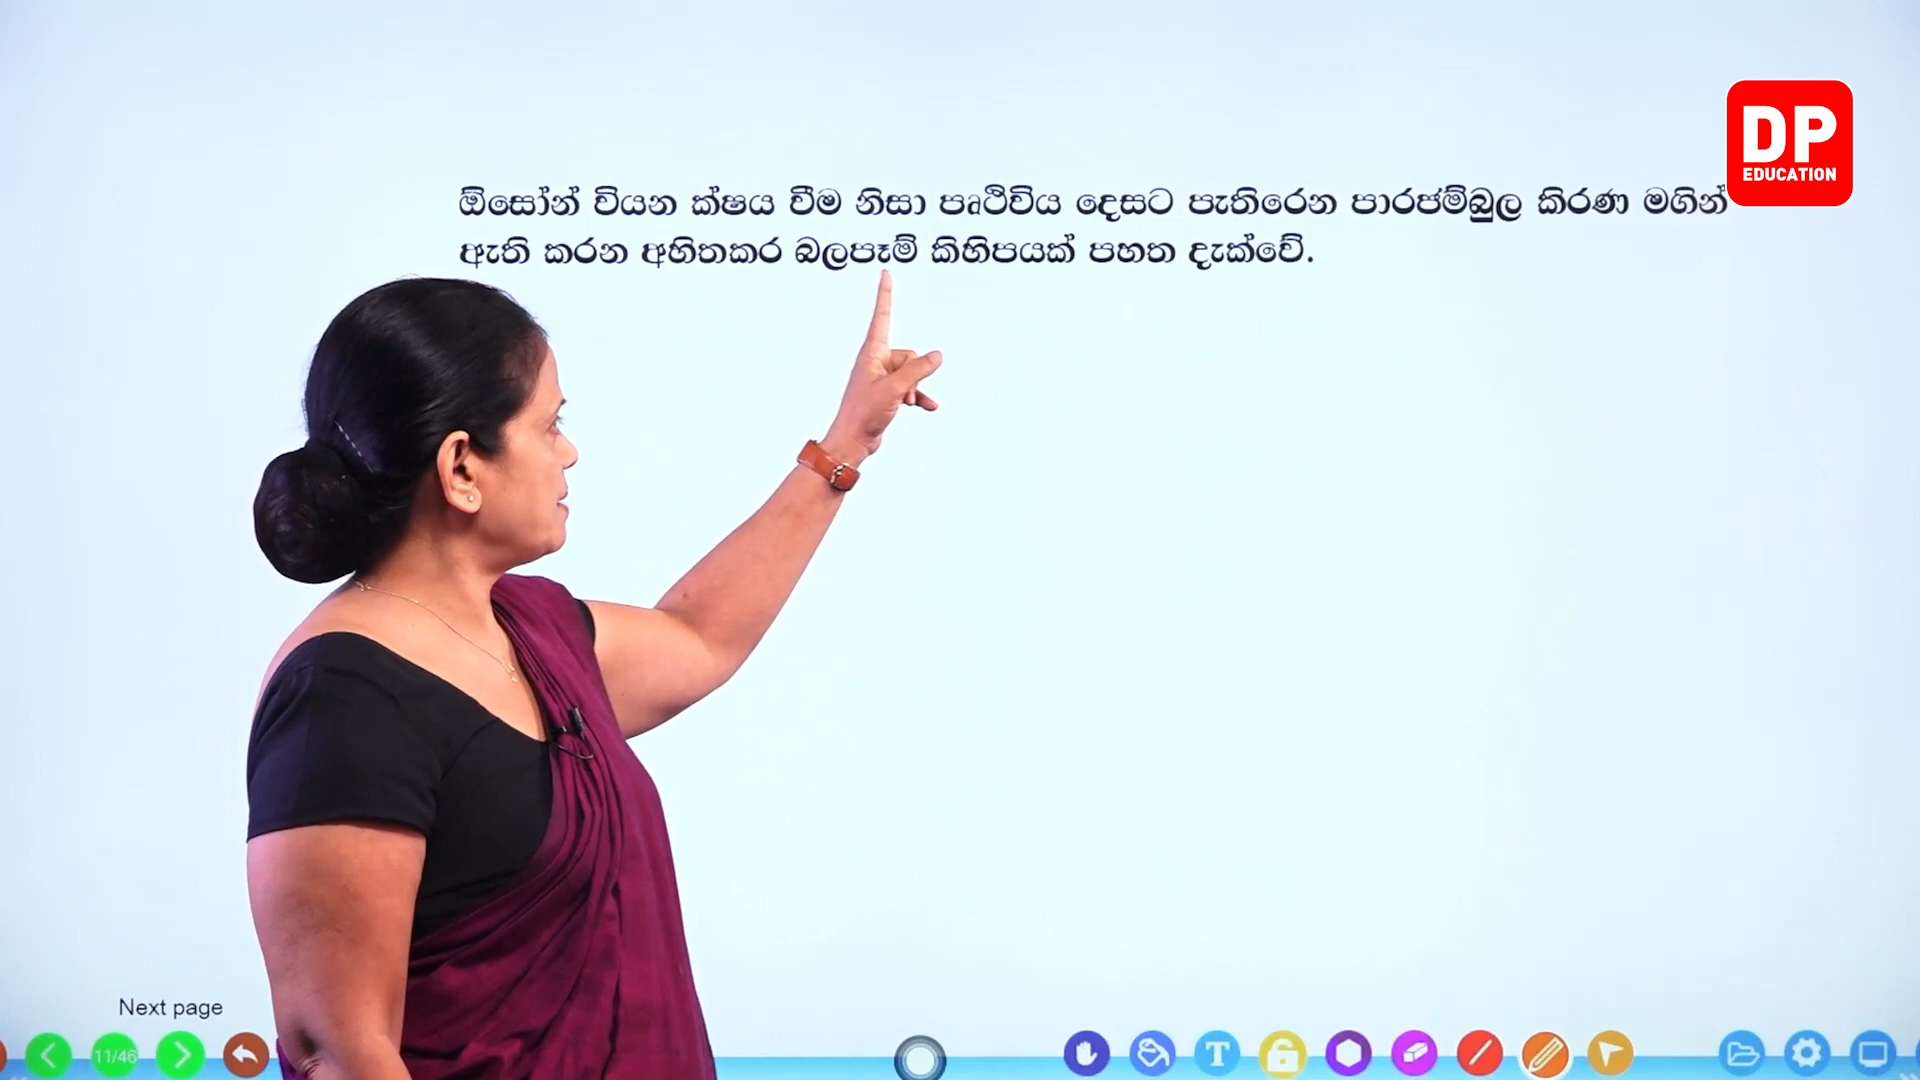 DP
EDUCATION
ඕසෝන් වියන ක්ෂය වීම නිසා පෘථිවිය දෙසට පැතිරෙන පාරජම්බුල කිරණ මගින්
ඇති කරන අහිතකර බලපෑම් කිහිපයක් පහත දැක්වේ.
Next page
11/46
T